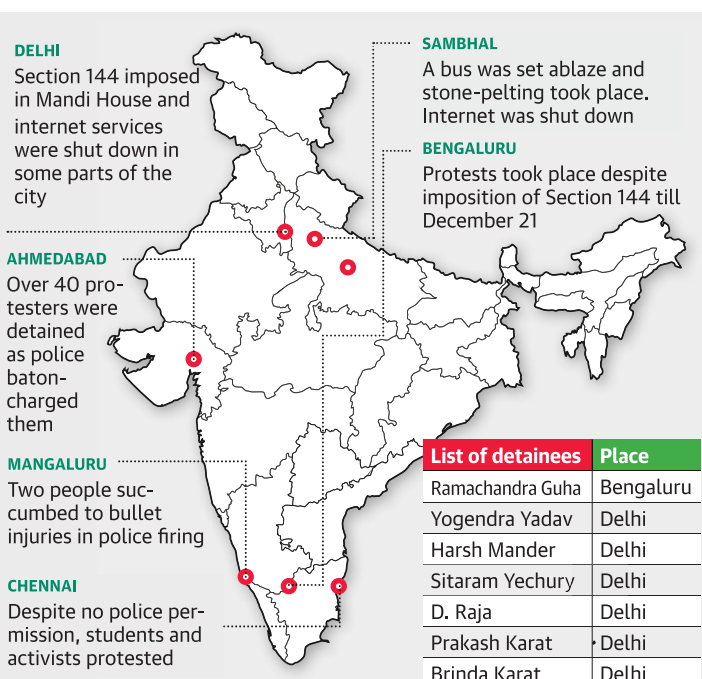 DELHI
Section 144 imposed
in Mandi House and
internet services
were shut down in
some parts of the
city
SAMBHAL
A bus was set ablaze and
stone-pelting took place.
Internet was shut down
BENGALURU
Protests took place despite
imposition of Section 144 till
December 21
AHMEDABAD
Over 40 pro-
testers were
detained
as police
baton-
charged
them
MANGALURU
Two people suc-
cumbed to bullet
injuries in police firing
CHENNAI
Despite no police per-
mission, students and
activists protested
List of detainees Place
Ramachandra Guha Bengaluru
Yogendra Yadav Delhi
Harsh Mander Delhi
Sitaram Yechury Delhi
D. Raja Delhi
Prakash Karat Delhi
Brinda Karat Delhi